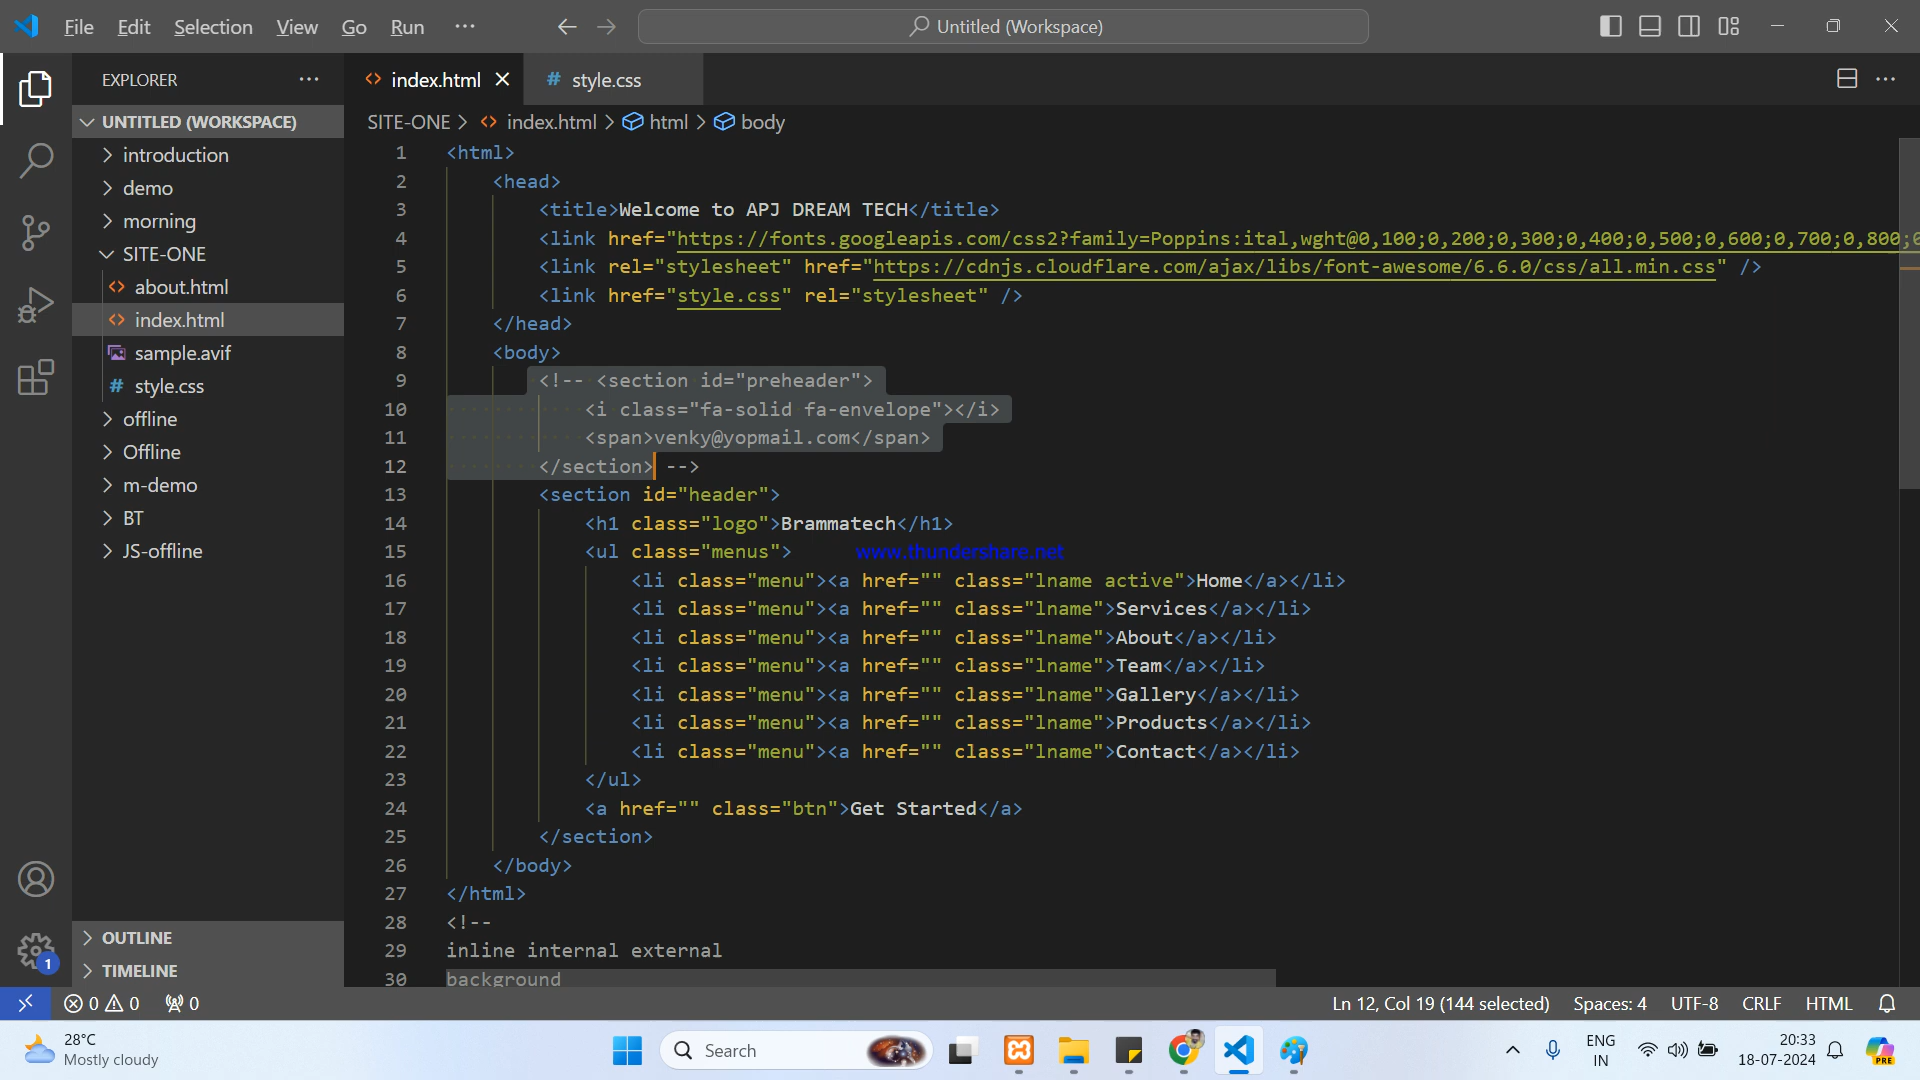 File Edit Selection View Go Run ··· Untitled (Workspace)
EXPLORER ··· index.html # style.css
UNTITLED (WORKSPACE)
introduction
demo
morning
SITE-ONE
about.html
index.html
sample.avif
# style.css
offline
Offline
m-demo
BT
JS-offline
OUTLINE
TIMELINE
SITE-ONE > index.html > html > body
1 <html>
2 <head>
3 <title>Welcome to APJ DREAM TECH</title>
4 <link href="https://fonts.googleapis.com/css2?family=Poppins:ital,wght@0,100;0,200;0,300;0,400;0,500;0,600;0,700;0,800;0
5 <link rel="stylesheet" href="https://cdnjs.cloudflare.com/ajax/libs/font-awesome/6.6.0/css/all.min.css" />
6 <link href="style.css" rel="stylesheet" />
7 </head>
8 <body>
9 <!-- <section id="preheader">
10 <i class="fa-solid fa-envelope"></i>
11 <span>venky@yopmail.com</span>
12 </section> -->
13 <section id="header">
14 <h1 class="logo">Brammatech</h1>
15 <ul class="menus"> www.thundershare.net
16 <li class="menu"><a href="" class="lname active">Home</a></li>
17 <li class="menu"><a href="" class="lname">Services</a></li>
18 <li class="menu"><a href="" class="lname">About</a></li>
19 <li class="menu"><a href="" class="lname">Team</a></li>
20 <li class="menu"><a href="" class="lname">Gallery</a></li>
21 <li class="menu"><a href="" class="lname">Products</a></li>
22 <li class="menu"><a href="" class="lname">Contact</a></li>
23 </ul>
24 <a href="" class="btn">Get Started</a>
25 </section>
26 </body>
27 </html>
28 <!--
29 inline internal external
30 background
1
0 0 0 Ln 12, Col 19 (144 selected) Spaces: 4 UTF-8 CRLF HTML
28°C
Mostly cloudy
Search
ENG
IN
20:33
18-07-2024
PRE